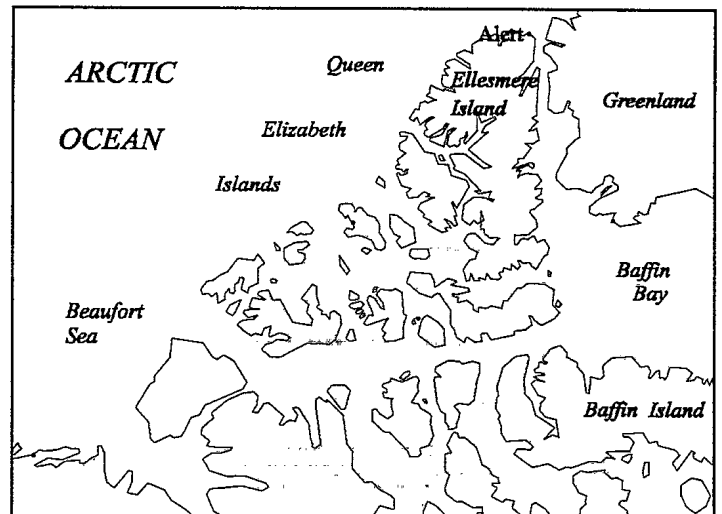 Alert
ARCTIC
Queen
Ellesmere
Island
Greenland
OCEAN
Elizabeth
Islands
Baffin
Bay
Beaufort
Sea
Baffin Island